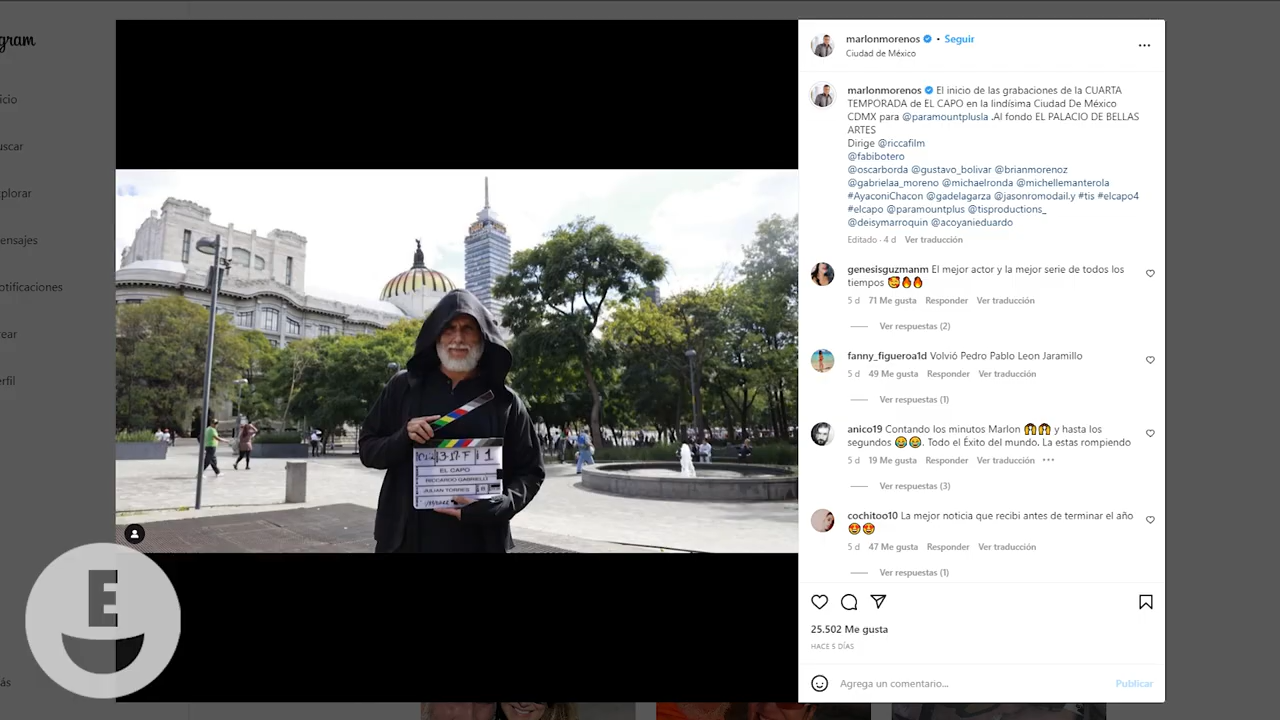 gram
icio
uscar
plorar
ensajes
otificaciones
rear
erfil
ás
E
N/A 3-17-F 1
EL CAPO
RICCARDO GABRIELLI
JULIAN TORRES
marlonmorenos • Seguir
Ciudad de México
marlonmorenos El inicio de las grabaciones de la CUARTA
TEMPORADA de EL CAPO en la lindísima Ciudad De México
CDMX para @paramountplusla .Al fondo EL PALACIO DE BELLAS
ARTES
Dirige @riccafilm
@fabibotero
@oscarborda @gustavo_bolivar @brianmorenoz
@gabrielaa_moreno @michaelronda @michellemanterola
#AyaconiChacon @gadelagarza @jasonromodail.y #tis #elcapo4
#elcapo @paramountplus @tisproductions_
@deisymarroquin @acoyanieduardo
Editado · 4 d Ver traducción
genesisguzmanm El mejor actor y la mejor serie de todos los
tiempos 🥰🔥🔥
5 d 71 Me gusta Responder Ver traducción
Ver respuestas (2)
fanny_figueroa1d Volvió Pedro Pablo Leon Jaramillo
5 d 49 Me gusta Responder Ver traducción
Ver respuestas (1)
anico19 Contando los minutos Marlon 🙌🙌 y hasta los
segundos 😂😂. Todo el Éxito del mundo. La estas rompiendo
5 d 19 Me gusta Responder Ver traducción •••
Ver respuestas (3)
cochitoo10 La mejor noticia que recibi antes de terminar el año
🤩🤩
5 d 47 Me gusta Responder Ver traducción
Ver respuestas (1)
25.502 Me gusta
HACE 5 DÍAS
Agrega un comentario... Publicar